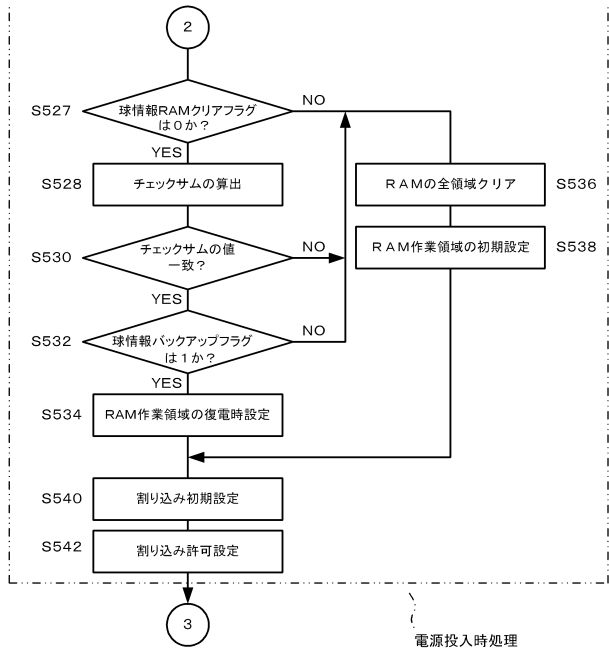 2
S527
球情報RAMクリアフラグ
は0か？
NO
YES
S528
チェックサムの算出
RAMの全領域クリア
S536
S530
チェックサムの値
一致？
NO
RAM作業領域の初期設定
S538
YES
S532
球情報バックアップフラグ
は1か？
NO
YES
S534
RAM作業領域の復電時設定
S540
割り込み初期設定
S542
割り込み許可設定
3
電源投入時処理